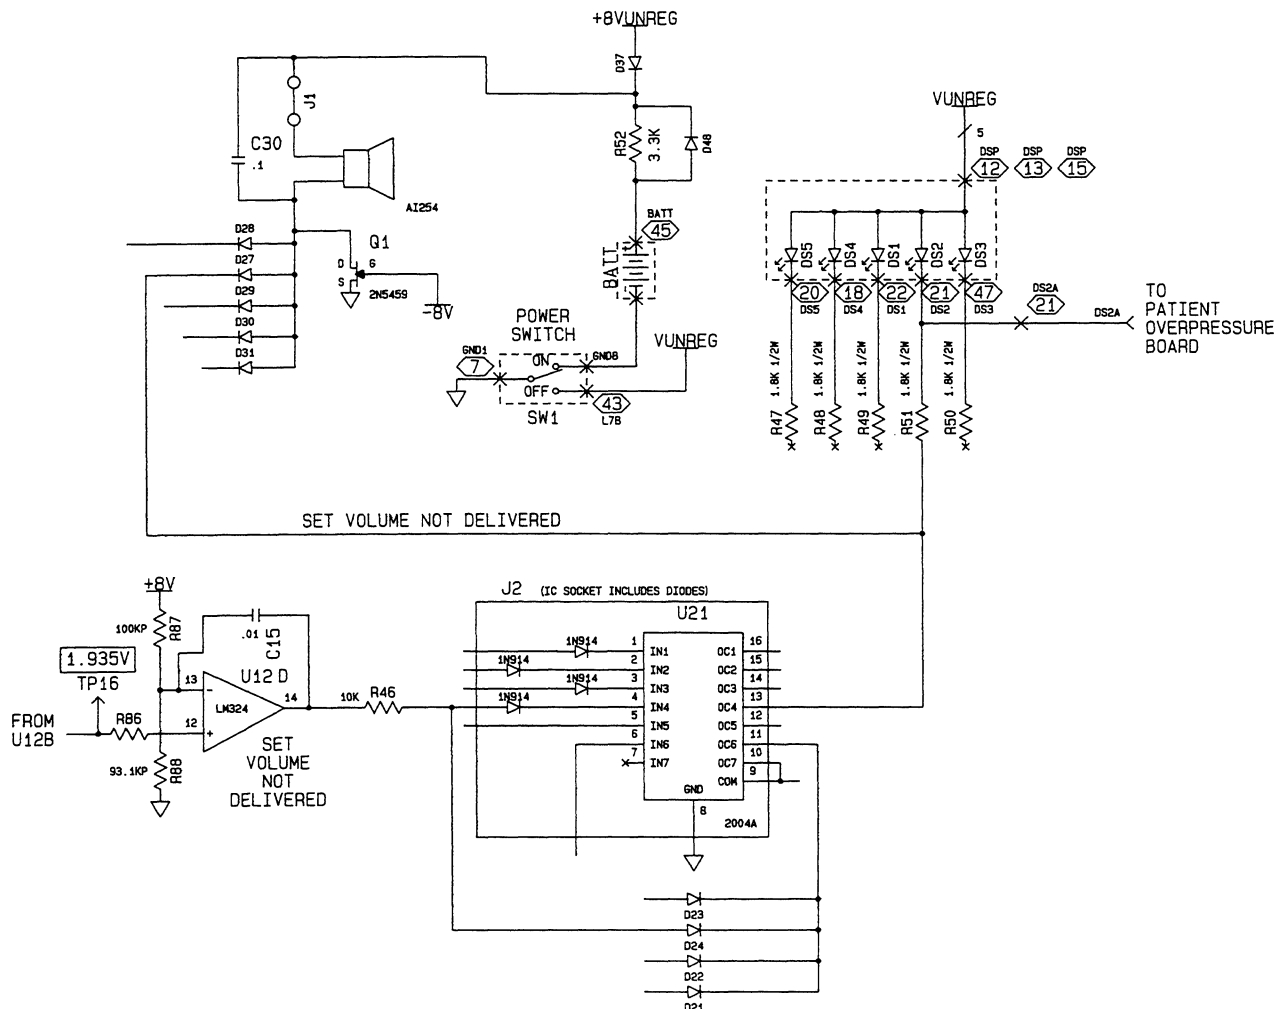 +8VUNREG
D37
J1
C30
.1
R52
3.3K
D48
VUNREG
5
DSP
DSP
DSP
12
13
15
AI254
BATT
45
BATT
D28
D27
D29
D30
D31
Q1
D
G
S
2N5459
-8V
DS5
DS4
DS1
DS2
DS3
20
18
22
21
47
DS5
DS4
DS1
DS2
DS3
DS2A
21
DS2A
TO
PATIENT
OVERPRESSURE
BOARD
POWER
SWITCH
VUNREG
GND1
7
ON
GND8
OFF
43
L7B
SW1
1.8K 1/2W
1.8K 1/2W
1.8K 1/2W
1.8K 1/2W
1.8K 1/2W
R47
R48
R49
R51
R50
SET VOLUME NOT DELIVERED
+8V
100KP
R87
.01
C15
1.935V
TP16
13
U12 D
LM324
14
12
FROM
U12B
R86
10K
R46
93.1KP
R88
SET
VOLUME
NOT
DELIVERED
J2 (IC SOCKET INCLUDES DIODES)
U21
1N914
1N914
1N914
1N914
1 IN1 OC1 16
2 IN2 OC2 15
3 IN3 OC3 14
4 IN4 OC4 13
5 IN5 OC5 12
6 IN6 OC6 11
7 IN7 OC7 10
COM 9
GND
8
2004A
D23
D24
D22
D21